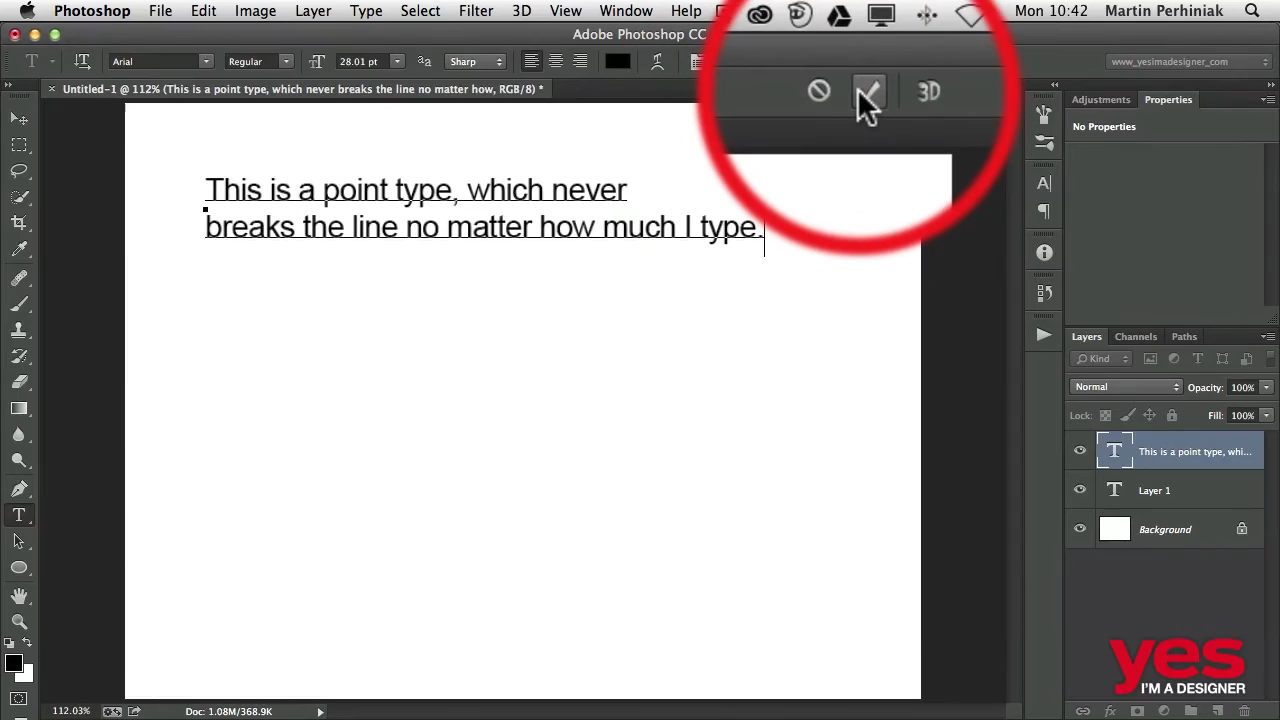 Photoshop File Edit Image Layer Type Select Filter 3D View Window Help Mon 10:42 Martin Perhiniak
Adobe Photoshop CC
T Arial Regular 28.01 pt aa Sharp www_yesimadesigner_com
3D
Untitled-1 @ 112% (This is a point type, which never breaks the line no matter how, RGB/8) *
Adjustments Properties
No Properties
This is a point type, which never
breaks the line no matter how much I type.
Layers Channels Paths
Kind
Normal Opacity: 100%
Lock: Fill: 100%
This is a point type, whi...
Layer 1
Background
yes
I'M A DESIGNER
112.03% Doc: 1.08M/368.9K